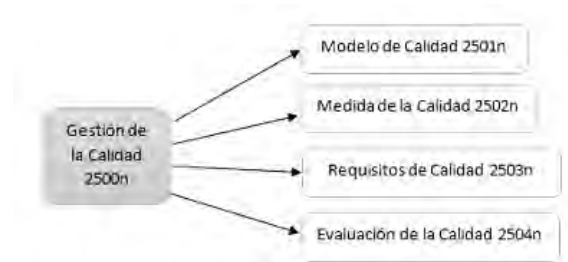 Gestión de
la Calidad
2500n
Modelo de Calidad 2501n
Medida de la Calidad 2502n
Requisitos de Calidad 2503n
Evaluación de la Calidad 2504n